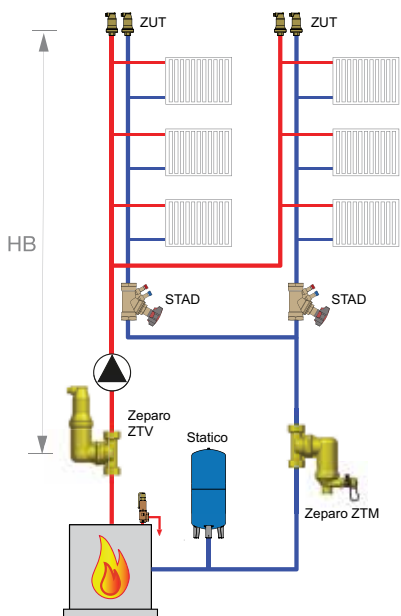 ZUT
ZUT
HB
STAD
STAD
Zeparo
ZTV
Statico
Zeparo ZTM